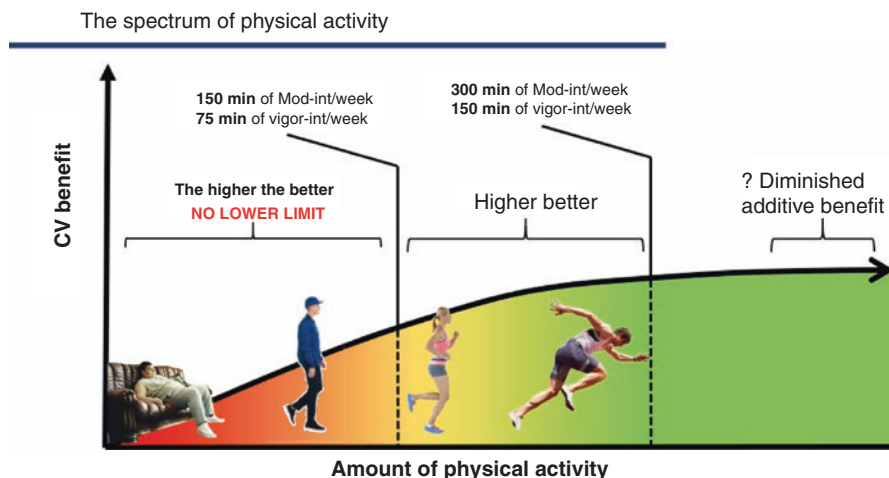 The spectrum of physical activity
150 min of Mod-int/week
75 min of vigor-int/week
300 min of Mod-int/week
150 min of vigor-int/week
CV benefit
The higher the better
NO LOWER LIMIT
Higher better
? Diminished
additive benefit
Amount of physical activity